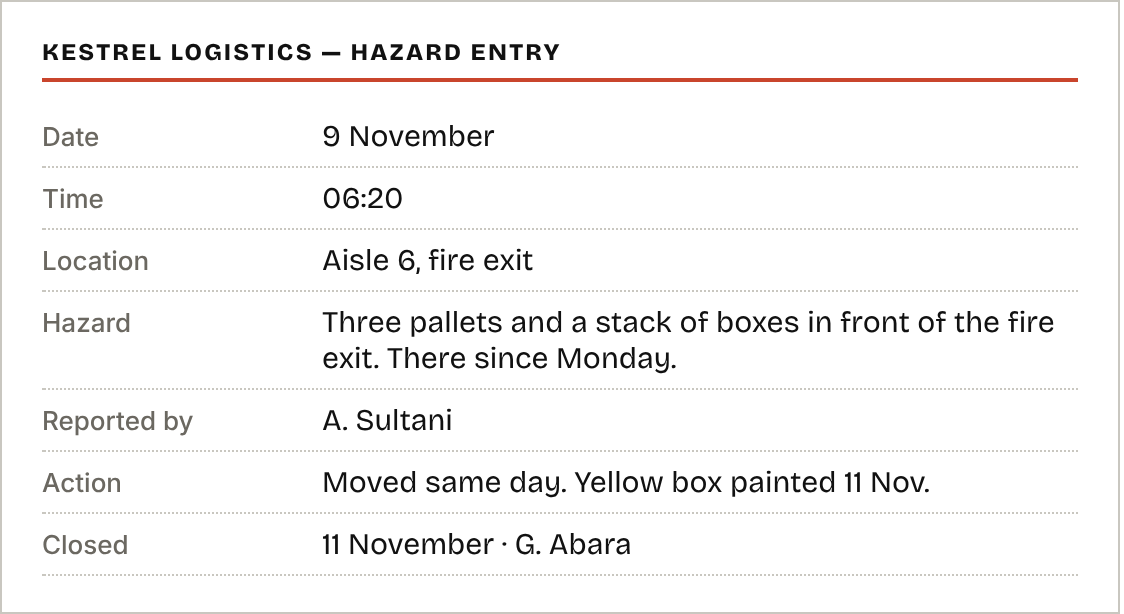 KESTREL LOGISTICS — HAZARD ENTRY
Date 9 November
Time 06:20
Location Aisle 6, fire exit
Hazard Three pallets and a stack of boxes in front of the fire
exit. There since Monday.
Reported by A. Sultani
Action Moved same day. Yellow box painted 11 Nov.
Closed 11 November · G. Abara